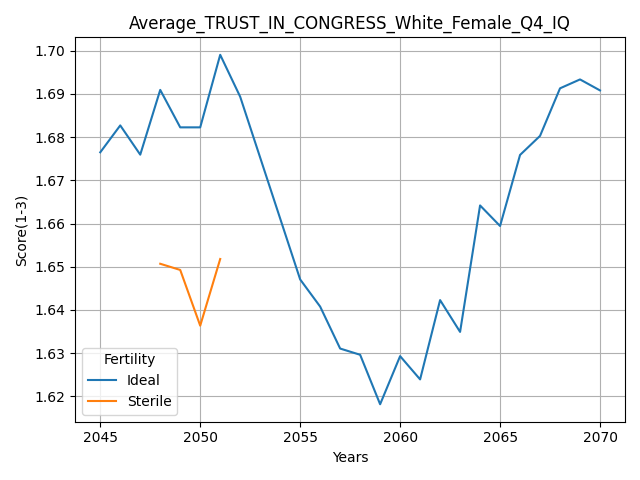 Average_TRUST_IN_CONGRESS_White_Female_Q4_IQ
Score(1-3)
1.70
1.69
1.68
1.67
1.66
1.65
1.64
1.63
1.62
Fertility
Ideal
Sterile
2045 2050 2055 2060 2065 2070
Years